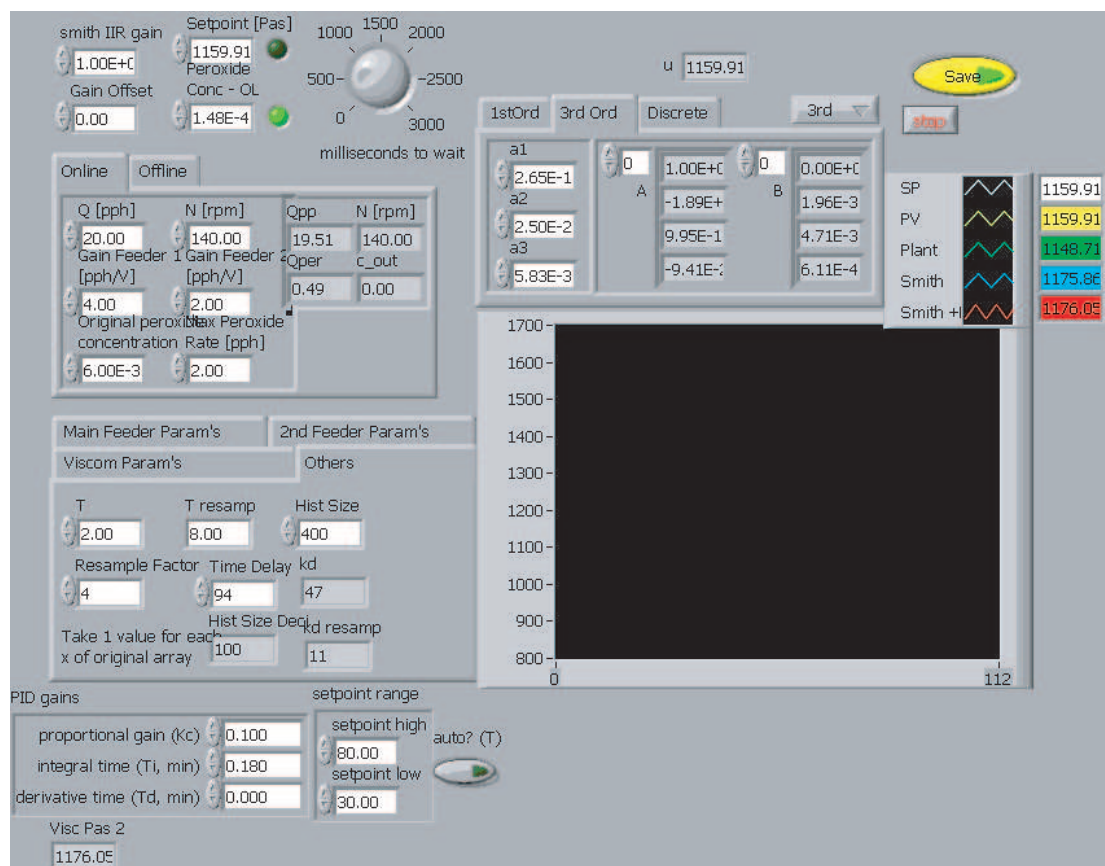 smith IIR gain
1.00E+0
Gain Offset
0.00
Setpoint [Pas]
1159.91
Peroxide
Conc - OL
1.48E-4
0
500
1000
1500
2000
2500
3000
milliseconds to wait
u 1159.91
Save
stop
1stOrd 3rd Ord Discrete
3rd
a1
2.65E-1
a2
2.50E-2
a3
5.83E-3
0
A
1.00E+0
-1.89E+
9.95E-1
-9.41E-2
0
B
0.00E+0
1.96E-3
4.71E-3
6.11E-4
SP 1159.91
PV 1159.91
Plant 1148.71
Smith 1175.86
Smith +I 1176.05
Online Offline
Q [pph] N [rpm] Qpp N [rpm]
20.00 140.00 19.51 140.00
Gain Feeder 1 Gain Feeder 2 Qper c_out
[pph/V] [pph/V] 0.49 0.00
4.00 2.00
Original peroxide Max Peroxide
concentration Rate [pph]
6.00E-3 2.00
1700
1600
1500
1400
1300
1200
1100
1000
900
800
0 112
Main Feeder Param's 2nd Feeder Param's
Viscom Param's Others
T T resamp Hist Size
2.00 8.00 400
Resample Factor Time Delay kd
4 94 47
Hist Size Deci kd resamp
Take 1 value for each
x of original array
100 11
PID gains
proportional gain (Kc) 0.100
integral time (Ti, min) 0.180
derivative time (Td, min) 0.000
setpoint range
setpoint high
80.00
setpoint low
30.00
auto? (T)
Visc Pas 2
1176.05